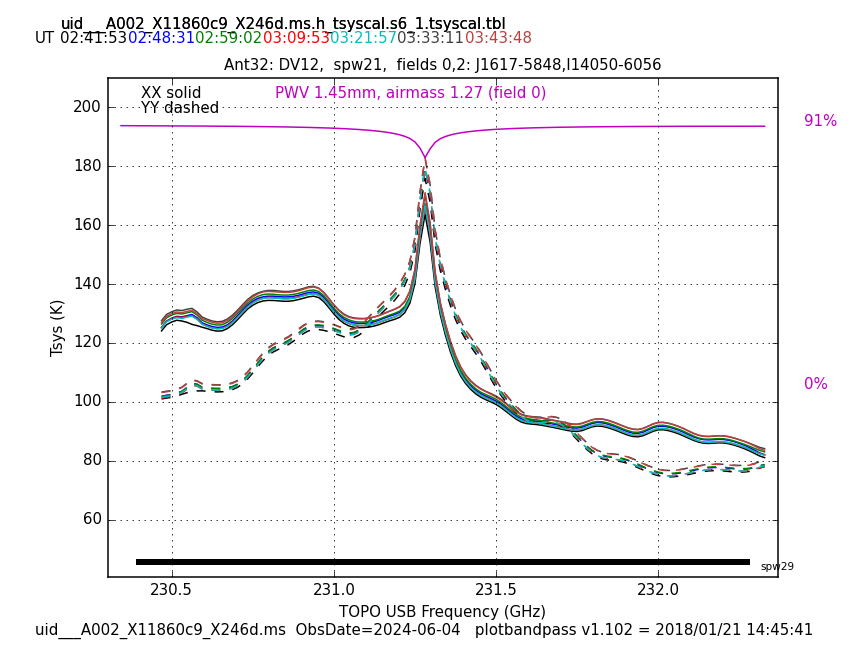 uid___A002_X11860c9_X246d.ms.h_tsyscal.s6_1.tsyscal.tbl
UT 02:41:53 02:48:31 02:59:02 03:09:53 03:21:57 03:33:11 03:43:48
Ant32: DV12,  spw21,  fields 0,2: J1617-5848,I14050-6056
XX solid
YY dashed
PWV 1.45mm, airmass 1.27 (field 0)
91%
0%
200
180
160
140
120
100
80
60
Tsys (K)
spw29
230.5 231.0 231.5 232.0
TOPO USB Frequency (GHz)
uid___A002_X11860c9_X246d.ms  ObsDate=2024-06-04   plotbandpass v1.102 = 2018/01/21 14:45:41